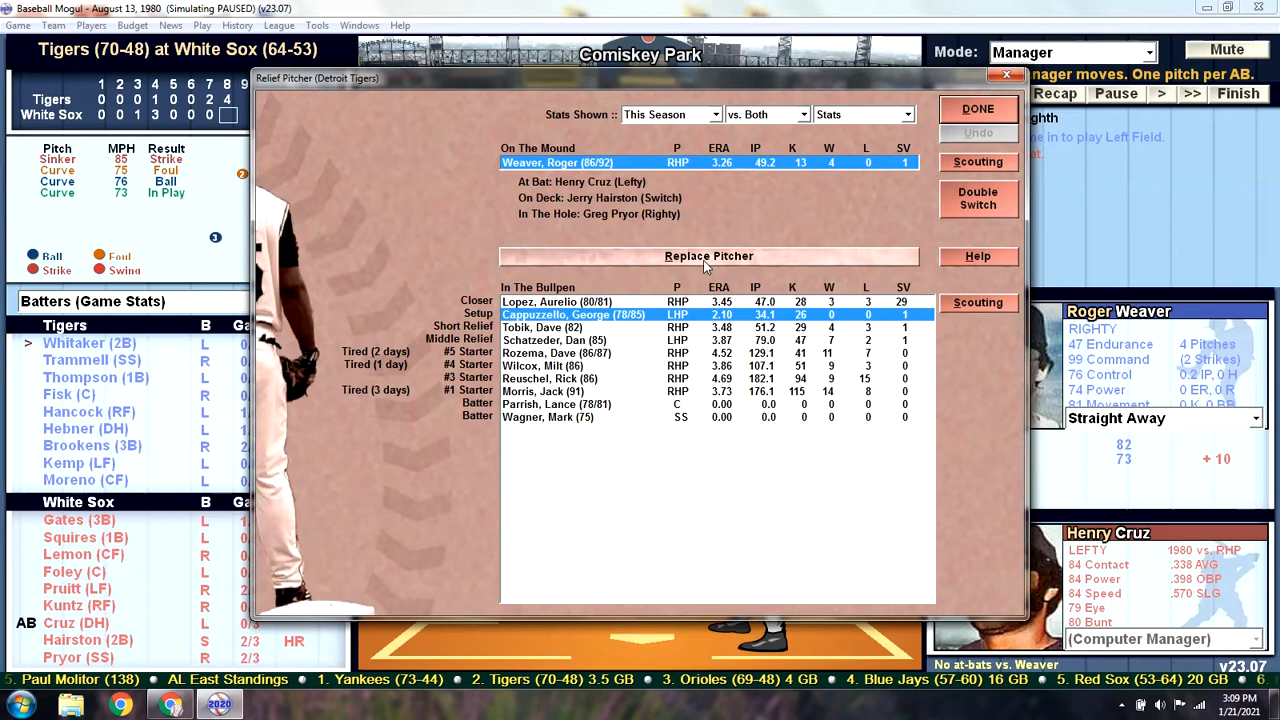 Baseball Mogul - August 13, 1980 (Simulating PAUSED) (v23.07)
Game Team Players Budget News Play History League Tools Windows Help
Tigers (70-48) at White Sox (64-53)
Comiskey Park
Mode: Manager
Mute
1 2 3 4 5 6 7 8 9
Tigers 0 0 0 1 0 0 2 4
White Sox 0 0 1 3 0 0 0
Pitch MPH Result
Sinker 85 Strike
Curve 75 Foul
Curve 76 Ball
Curve 73 In Play
2
3
Ball Foul
Strike Swing
nager moves. One pitch per AB.
Recap Pause > >> Finish
hth
e in to play Left Field.
Relief Pitcher (Detroit Tigers)
Stats Shown :: This Season vs. Both Stats
DONE
Undo
Scouting
Double Switch
Help
Scouting
On The Mound P ERA IP K W L SV
Weaver, Roger (86/92) RHP 3.26 49.2 13 4 0 1
At Bat: Henry Cruz (Lefty)
On Deck: Jerry Hairston (Switch)
In The Hole: Greg Pryor (Righty)
Replace Pitcher
In The Bullpen P ERA IP K W L SV
Closer Lopez, Aurelio (80/81) RHP 3.45 47.0 28 3 3 29
Setup Cappuzzello, George (78/85) LHP 2.10 34.1 26 0 0 1
Short Relief Tobik, Dave (82) RHP 3.48 51.2 29 4 3 1
Middle Relief Schatzeder, Dan (85) LHP 3.87 79.0 47 7 2 1
Tired (2 days) #5 Starter Rozema, Dave (86/87) RHP 4.52 129.1 41 11 7 0
Tired (1 day) #4 Starter Wilcox, Milt (86) RHP 3.86 107.1 51 9 3 0
#3 Starter Reuschel, Rick (86) RHP 4.69 182.1 94 9 15 0
Tired (3 days) #1 Starter Morris, Jack (91) RHP 3.73 176.1 115 14 8 0
Batter Parrish, Lance (78/81) C 0.00 0.0 0 0 0 0
Batter Wagner, Mark (75) SS 0.00 0.0 0 0 0 0
Batters (Game Stats)
Tigers B Ga
> Whitaker (2B) L 0
Trammell (SS) R
Thompson (1B) L
Fisk (C) R
Hancock (RF) L
Hebner (DH) L
Brookens (3B) R
Kemp (LF) L
Moreno (CF) L
White Sox B Ga
Gates (3B) L
Squires (1B) L
Lemon (CF) R
Foley (C) L
Pruitt (LF) R
Kuntz (RF) R
AB Cruz (DH) L 0/3
Hairston (2B) S 2/3 HR
Pryor (SS) R 2/3
Roger Weaver
RIGHTY
47 Endurance 4 Pitches
99 Command (2 Strikes)
76 Control 0.2 IP, 0 H
74 Power 0 ER, 0 R
81 Movement
Straight Away
82
73 + 10
Henry Cruz
LEFTY 1980 vs. RHP
84 Contact .338 AVG
84 Power .398 OBP
84 Speed .570 SLG
79 Eye
80 Bunt
(Computer Manager)
No at-bats vs. Weaver v23.07
5. Paul Molitor (138) AL East Standings 1. Yankees (73-44) 2. Tigers (70-48) 3.5 GB 3. Orioles (69-48) 4 GB 4. Blue Jays (57-60) 16 GB 5. Red Sox (53-64) 20 GB 6.
2020
3:09 PM
1/21/2021